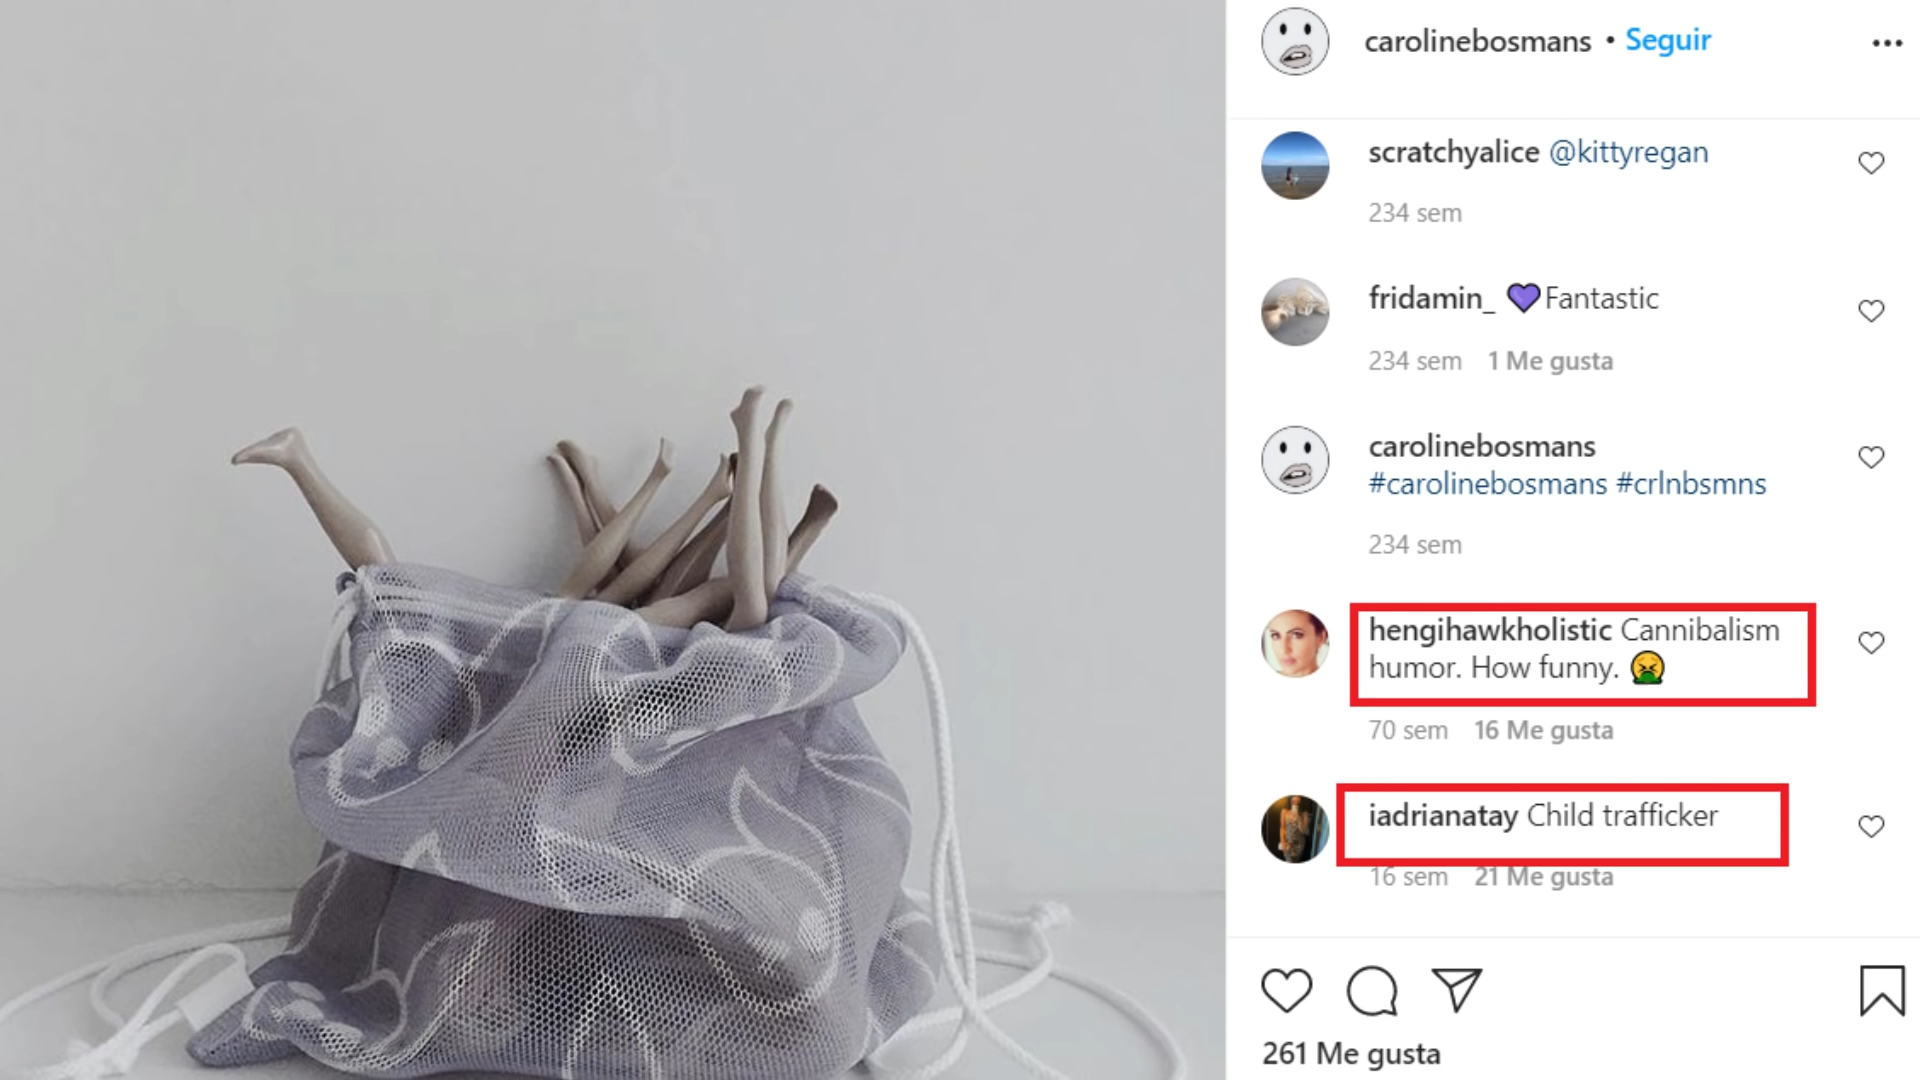 carolinebosmans • Seguir
scratchyalice @kittyregan
234 sem
fridamin_ 💜Fantastic
234 sem 1 Me gusta
carolinebosmans
#carolinebosmans #crlnbsmns
234 sem
hengihawkholistic Cannibalism
humor. How funny. 🤮
70 sem 16 Me gusta
iadrianatay Child trafficker
16 sem 21 Me gusta
261 Me gusta